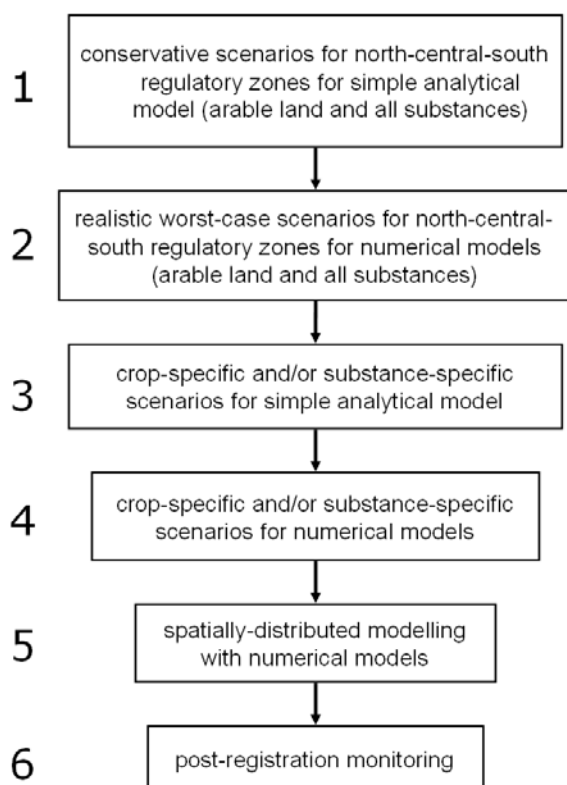 1
conservative scenarios for north-central-south
regulatory zones for simple analytical
model (arable land and all substances)
2
realistic worst-case scenarios for north-central-
south regulatory zones for numerical models
(arable land and all substances)
3
crop-specific and/or substance-specific
scenarios for simple analytical model
4
crop-specific and/or substance-specific
scenarios for numerical models
5
spatially-distributed modelling
with numerical models
6
post-registration monitoring